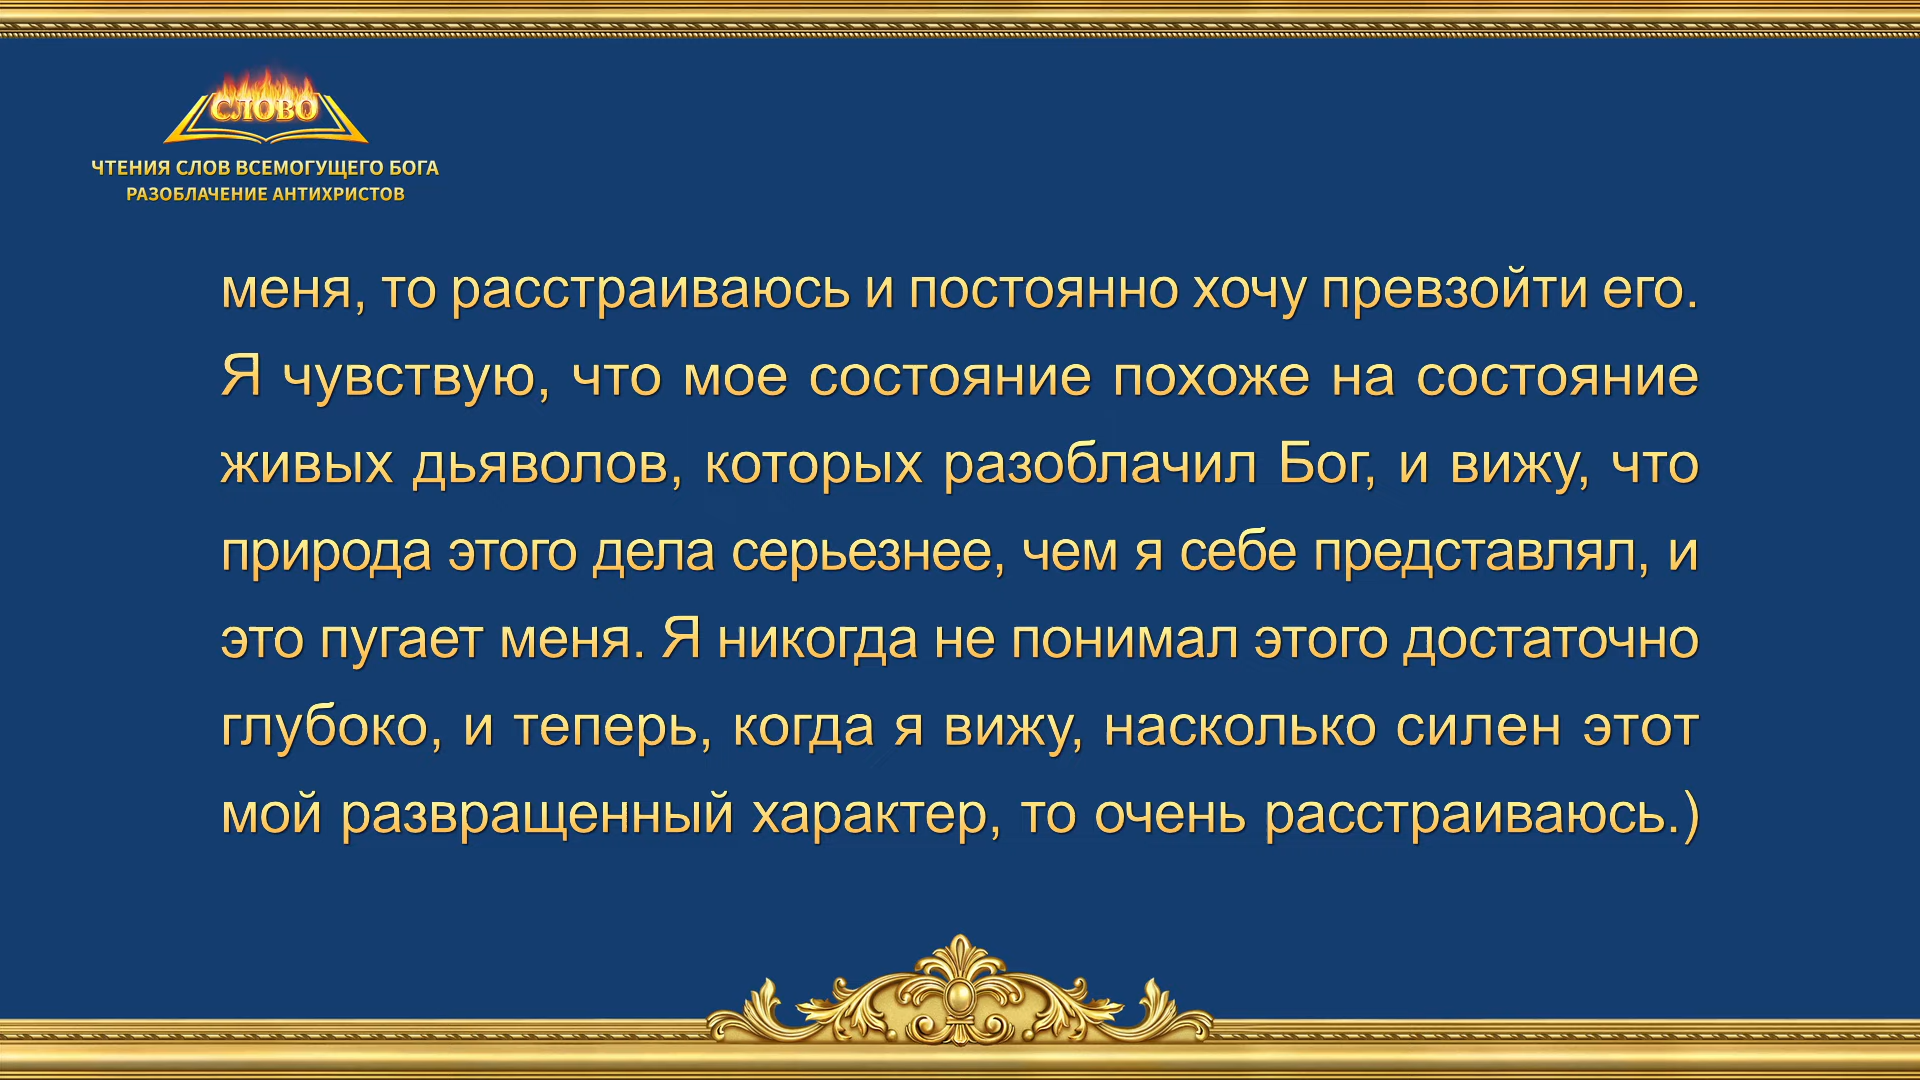 СЛОВО
ЧТЕНИЯ СЛОВ ВСЕМОГУЩЕГО БОГА
РАЗОБЛАЧЕНИЕ АНТИХРИСТОВ
меня, то расстраиваюсь и постоянно хочу превзойти его.
Я чувствую, что мое состояние похоже на состояние
живых дьяволов, которых разоблачил Бог, и вижу, что
природа этого дела серьезнее, чем я себе представлял, и
это пугает меня. Я никогда не понимал этого достаточно
глубоко, и теперь, когда я вижу, насколько силен этот
мой развращенный характер, то очень расстраиваюсь.)